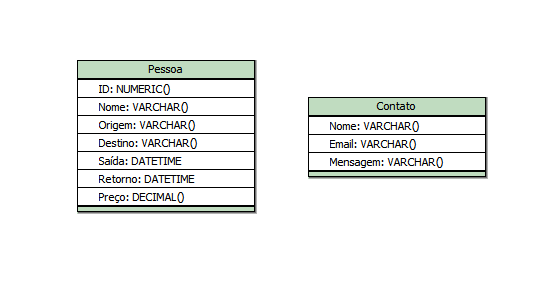 Pessoa
ID: NUMERIC()
Nome: VARCHAR()
Origem: VARCHAR()
Destino: VARCHAR()
Saída: DATETIME
Retorno: DATETIME
Preço: DECIMAL()
Contato
Nome: VARCHAR()
Email: VARCHAR()
Mensagem: VARCHAR()